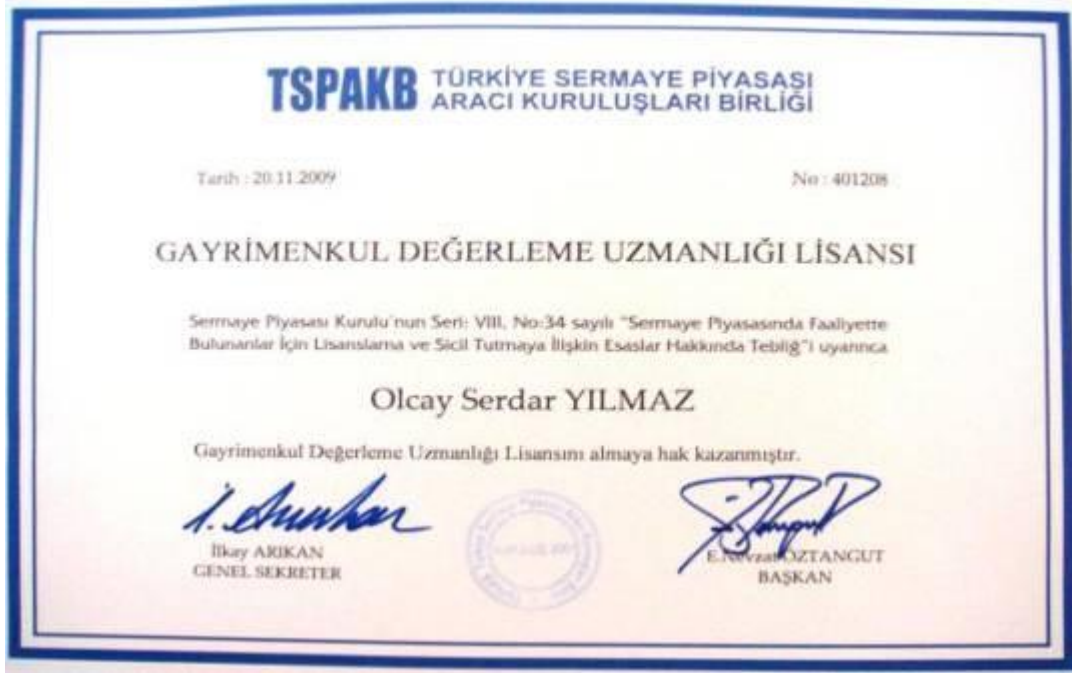 TSPAKB TÜRKİYE SERMAYE PİYASASI
ARACI KURULUŞLARI BİRLİĞİ
Tarih : 20.11.2009
No : 401208
GAYRİMENKUL DEĞERLEME UZMANLIĞI LİSANSI
Sermaye Piyasası Kurulu'nun Seri: VIII, No:34 sayılı "Sermaye Piyasasında Faaliyette
Bulunanlar İçin Lisanslama ve Sicil Tutmaya İlişkin Esaslar Hakkında Tebliğ"i uyarınca
Olcay Serdar YILMAZ
Gayrimenkul Değerleme Uzmanlığı Lisansını almaya hak kazanmıştır.
İlkay ARIKAN
GENEL SEKRETER
E.Nevzat ÖZTANGUT
BAŞKAN